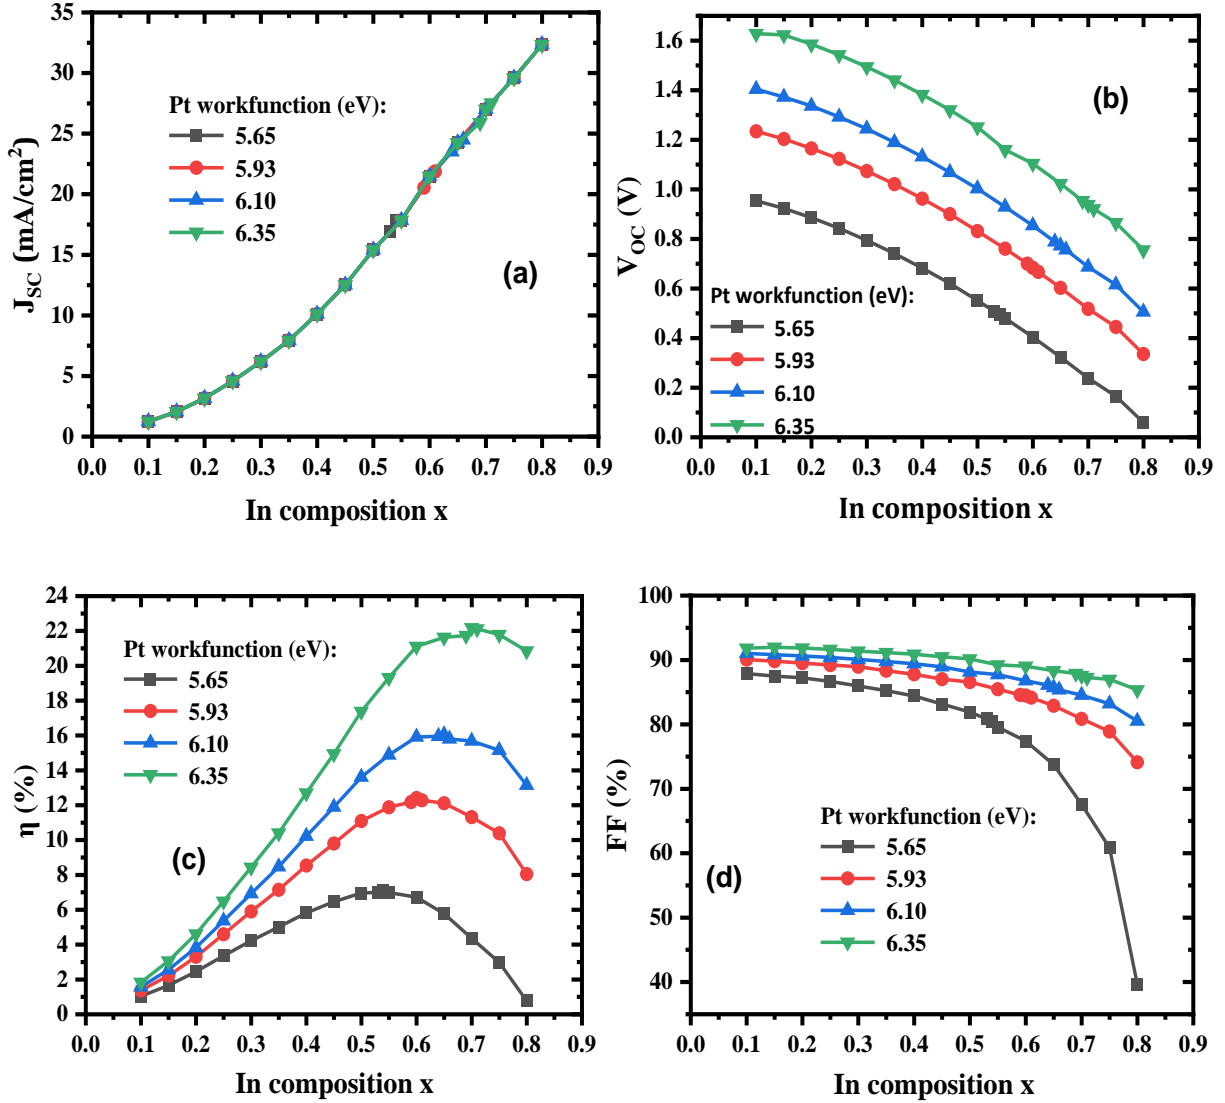 J_SC (mA/cm²)
35
30
25
20
15
10
5
0
Pt workfunction (eV):
5.65
5.93
6.10
6.35
(a)
0.0 0.1 0.2 0.3 0.4 0.5 0.6 0.7 0.8 0.9
In composition x
V_OC (V)
1.6
1.4
1.2
1.0
0.8
0.6
0.4
0.2
0.0
(b)
Pt workfunction (eV):
5.65
5.93
6.10
6.35
0.0 0.1 0.2 0.3 0.4 0.5 0.6 0.7 0.8 0.9
In composition x
η (%)
24
22
20
18
16
14
12
10
8
6
4
2
0
Pt workfunction (eV):
5.65
5.93
6.10
6.35
(c)
0.0 0.1 0.2 0.3 0.4 0.5 0.6 0.7 0.8 0.9
In composition x
FF (%)
100
90
80
70
60
50
40
Pt workfunction (eV):
5.65
5.93
6.10
6.35
(d)
0.0 0.1 0.2 0.3 0.4 0.5 0.6 0.7 0.8 0.9
In composition x